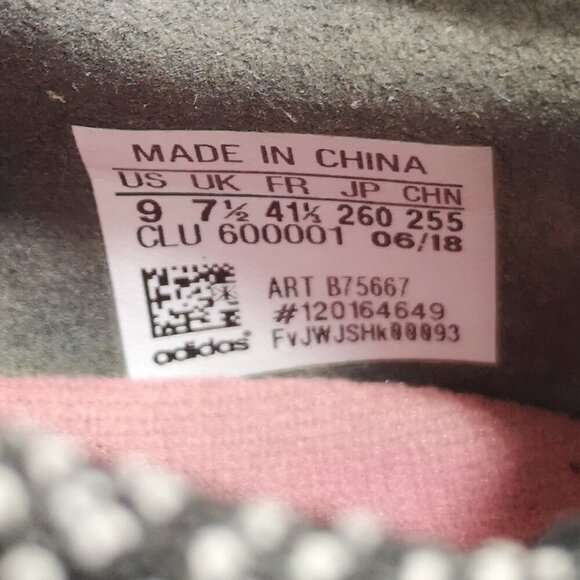 MADE IN CHINA
US UK FR JP CHN
9 7½ 41⅓ 260 255
CLU 600001 06/18
ART B75667
#120164649
FvJWJSHk00093
adidas